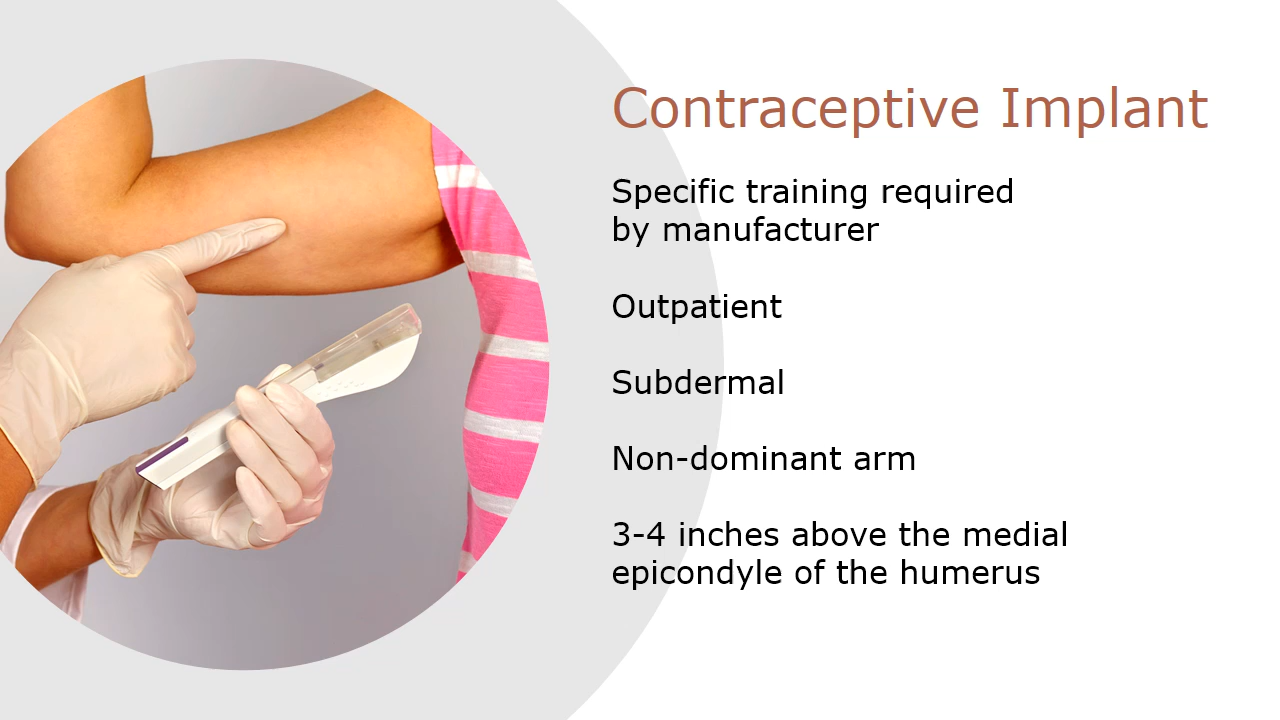 Contraceptive Implant
Specific training required
by manufacturer
Outpatient
Subdermal
Non-dominant arm
3-4 inches above the medial
epicondyle of the humerus